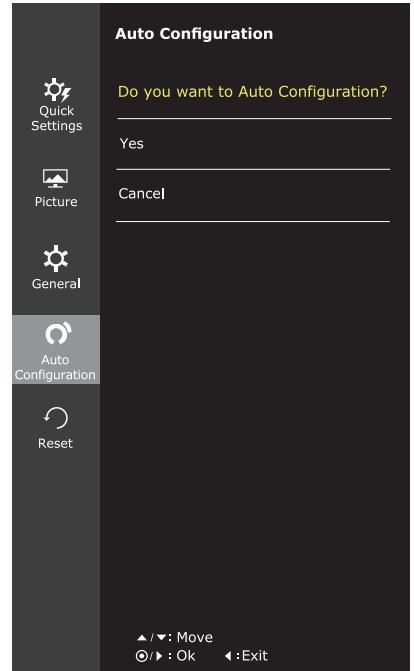 Auto Configuration
Do you want to Auto Configuration?
Yes
Cancel
Quick
Settings
Picture
General
Auto
Configuration
Reset
▲/▼: Move
◉/▶ : Ok ◀ :Exit